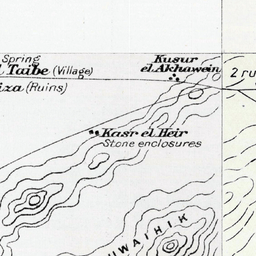 Spring
Taibe (Village)
iza (Ruins)
Kusur
el Akhawein
2 ru
Kasr el Heir
Stone enclosures
UWAIHIK